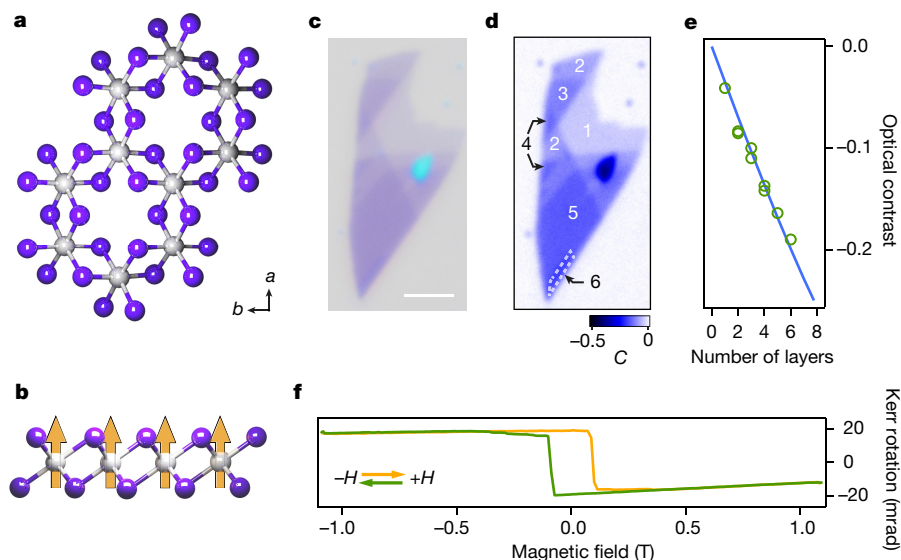 a
b
a
c
d
2
3
4
1
2
5
6
−0.5
0
C
e
0.0
−0.1
−0.2
Optical contrast
0
2
4
6
8
Number of layers
b
f
−H
+H
20
0
−20
Kerr rotation (mrad)
−1.0
−0.5
0.0
0.5
1.0
Magnetic field (T)